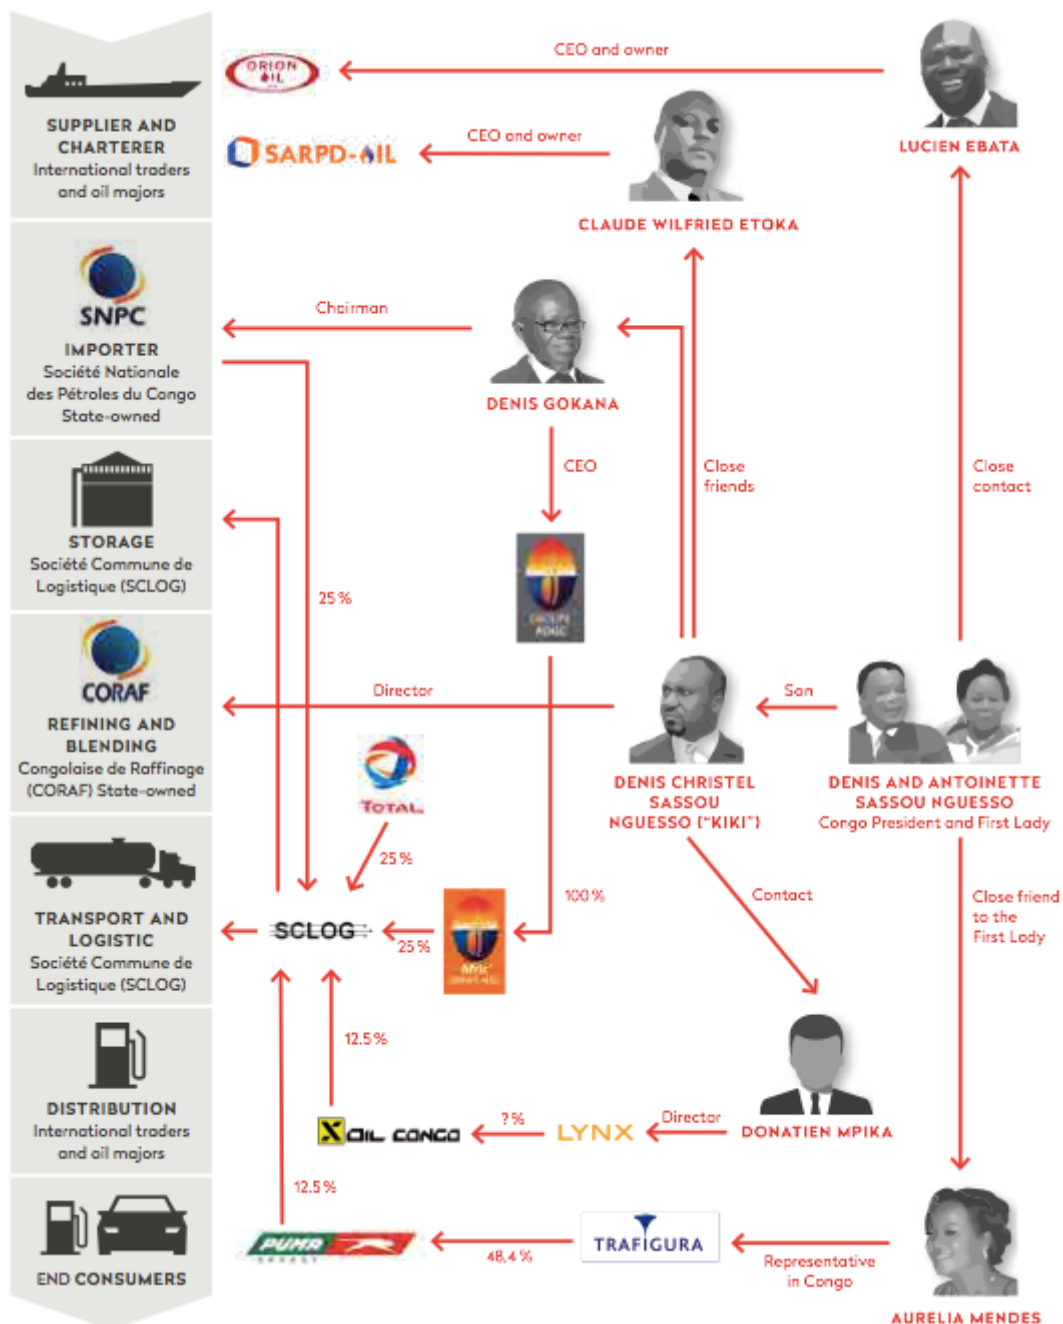 SUPPLIER AND
CHARTERER
International traders
and oil majors
ORION
OIL
CEO and owner
LUCIEN EBATA
SARPD-OIL
CEO and owner
CLAUDE WILFRIED ETOKA
SNPC
IMPORTER
Société Nationale
des Pétroles du Congo
State-owned
Chairman
DENIS GOKANA
CEO
Close
friends
Close
contact
STORAGE
Société Commune de
Logistique (SCLOG)
25 %
GROUPE
CORAF
REFINING AND
BLENDING
Congolaise de Raffinage
(CORAF) State-owned
Director
Son
DENIS CHRISTEL
SASSOU
NGUESSO ("KIKI")
DENIS AND ANTOINETTE
SASSOU NGUESSO
Congo President and First Lady
TOTAL
25 %
100 %
Contact
Close friend
to the
First Lady
TRANSPORT AND
LOGISTIC
Société Commune de
Logistique (SCLOG)
SCLOG
25 %
Afric
12.5 %
DISTRIBUTION
International traders
and oil majors
X OIL CONGO
? %
LYNX
Director
DONATIEN MPIKA
12.5 %
END CONSUMERS
PUMA
ENERGY
48,4 %
TRAFIGURA
Representative
in Congo
AURELIA MENDES